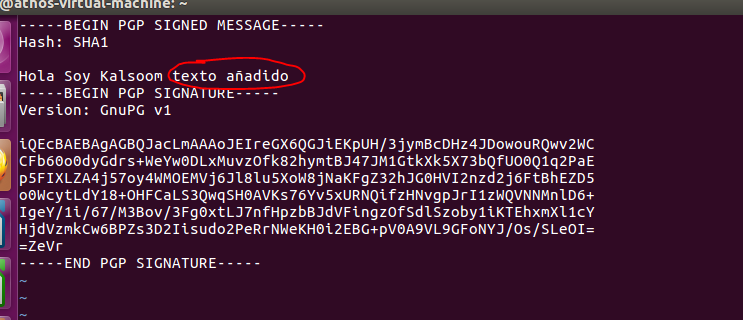 @athos-virtual-machine: ~
-----BEGIN PGP SIGNED MESSAGE-----
Hash: SHA1
Hola Soy Kalsoom texto añadido
-----BEGIN PGP SIGNATURE-----
Version: GnuPG v1
iQEcBAEBAgAGBQJacLmAAAoJEIreGX6QGJiEKpUH/3jymBcDHz4JDowouRQwv2WC
CFb60o0dyGdrs+WeYw0DLxMuvzOfk82hymtBJ47JM1GtkXk5X73bQfUO0Q1q2PaE
p5FIXLZA4j57oy4WMOEMVj6Jl8lu5XoW8jNaKFgZ32hJG0HVI2nzd2j6FtBhEZD5
o0WcytLdY18+OHFCaLS3QwqSH0AVKs76Yv5xURNQifzHNvgpJrI1zWQVNNMnlD6+
IgeY/1i/67/M3Bov/3Fg0xtLJ7nfHpzbBJdVFingzOfSdlSzoby1iKTEhxmXl1cY
HjdVzmkCw6BPZs3D2Iisudo2PeRrNWeKH0i2EBG+pV0A9VL9GFoNYJ/Os/SLeOI=
=ZeVr
-----END PGP SIGNATURE-----
~
~
~